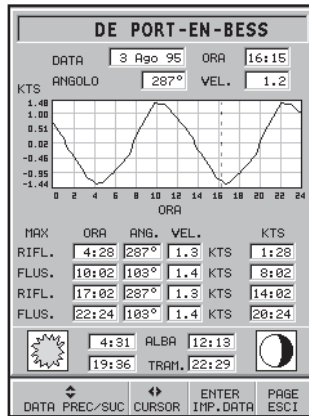 DE PORT-EN-BESS
DATA 3 Ago 95 ORA 16:15
ANGOLO 287° VEL. 1.2
KTS
1.48
1.00
0.51
0.02
-0.46
-0.95
-1.44
0 2 4 6 8 10 12 14 16 18 20 22 24
ORA
MAX ORA ANG. VEL. KTS
RIFL. 4:28 287° 1.3 KTS 1:28
FLUS. 10:02 103° 1.4 KTS 8:02
RIFL. 17:02 287° 1.3 KTS 14:02
FLUS. 22:24 103° 1.4 KTS 20:24
4:31 ALBA 12:13
19:36 TRAM. 22:29
DATA PREC/SUC CURSOR ENTER IMP.DATA PAGE ESCI